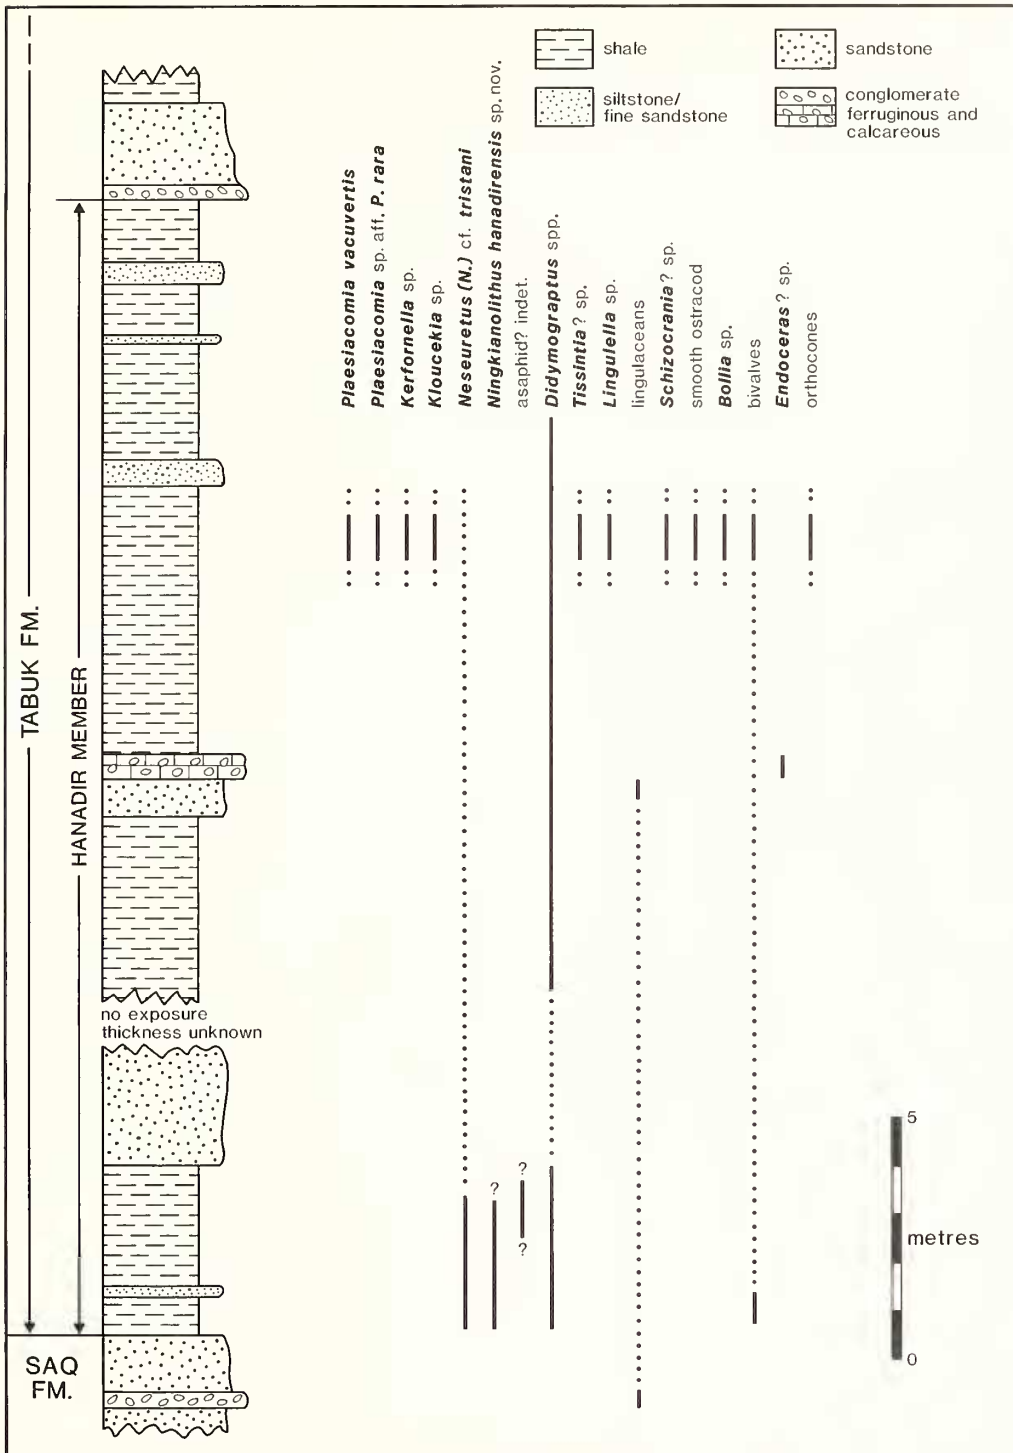 shale
siltstone/
fine sandstone
sandstone
conglomerate
ferruginous and
calcareous
Plaesiacomia vacuvertis
Plaesiacomia sp. aff. P. rara
Kerfornella sp.
Kloucekia sp.
Neseuretus (N.) cf. tristani
Ningkianolithus hanadirensis sp. nov.
asaphid? indet.
Didymograptus spp.
Tissintia? sp.
Lingulella sp.
lingulaceans
Schizocrania? sp.
smooth ostracod
Bollia sp.
bivalves
Endoceras? sp.
orthocones
TABUK FM.
HANADIR MEMBER
no exposure
thickness unknown
?
?
?
5
metres
0
SAQ
FM.